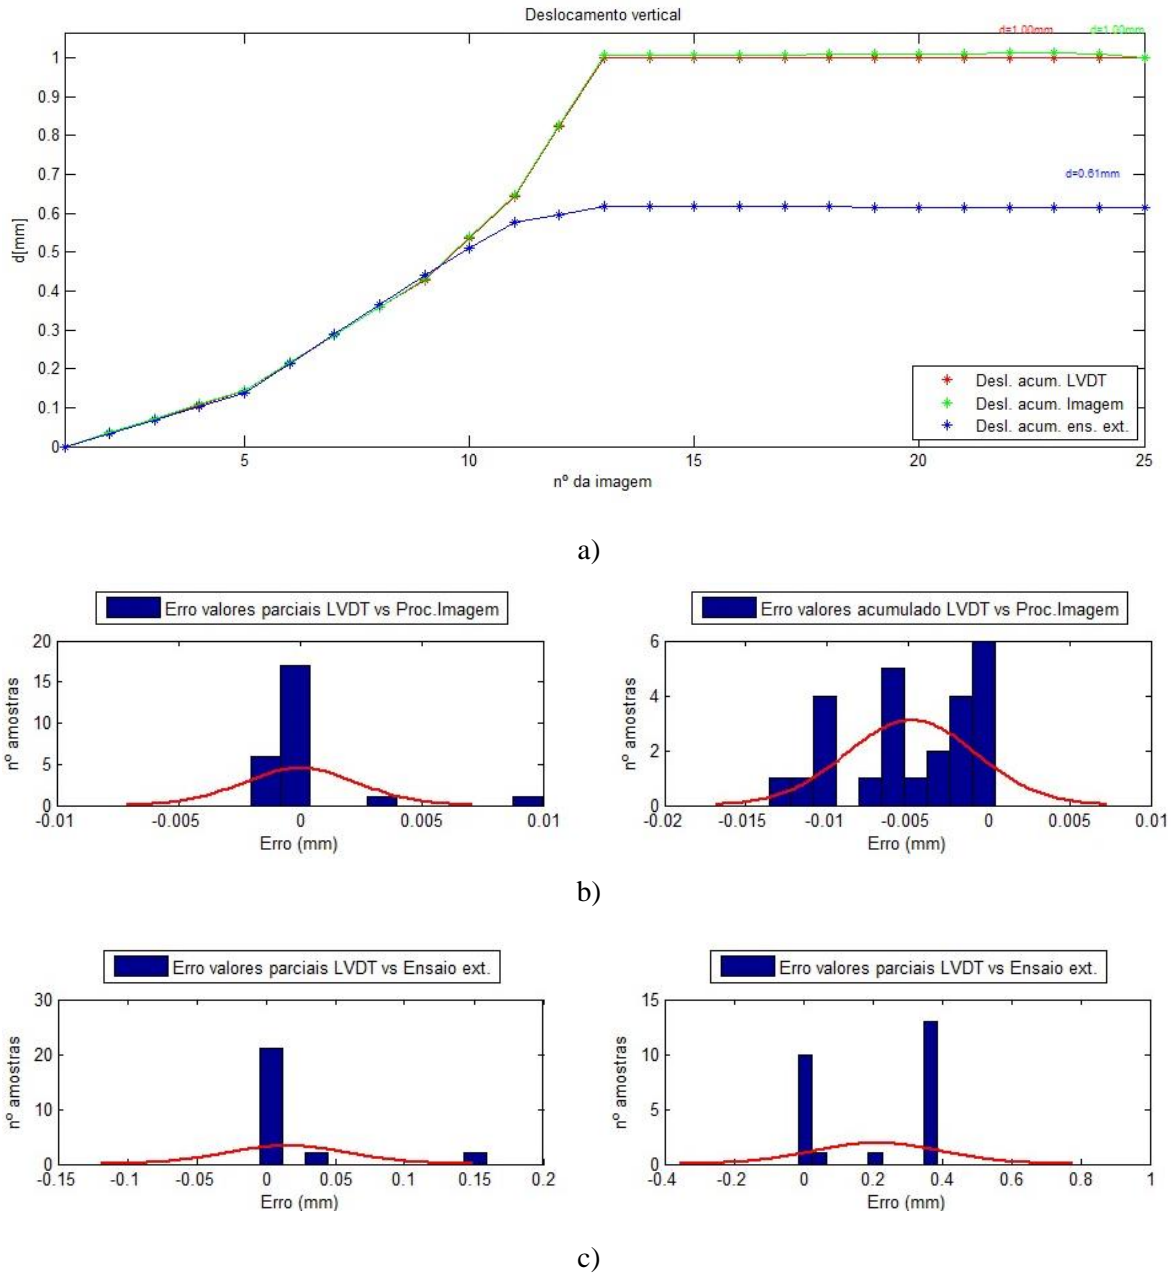 Deslocamento vertical
d=1.00mm d=1.00mm
1
0.9
0.8
0.7
0.6
0.5
0.4
0.3
0.2
0.1
0
d[mm]
d=0.61mm
Desl. acum. LVDT
Desl. acum. Imagem
Desl. acum. ens. ext.
5 10 15 20 25
nº da imagem
a)
Erro valores parciais LVDT vs Proc.Imagem
20
15
10
5
0
nº amostras
-0.01 -0.005 0 0.005 0.01
Erro (mm)
Erro valores acumulado LVDT vs Proc.Imagem
6
4
2
0
nº amostras
-0.02 -0.015 -0.01 -0.005 0 0.005 0.01
Erro (mm)
b)
Erro valores parciais LVDT vs Ensaio ext.
30
20
10
0
nº amostras
-0.15 -0.1 -0.05 0 0.05 0.1 0.15 0.2
Erro (mm)
Erro valores parciais LVDT vs Ensaio ext.
15
10
5
0
nº amostras
-0.4 -0.2 0 0.2 0.4 0.6 0.8 1
Erro (mm)
c)